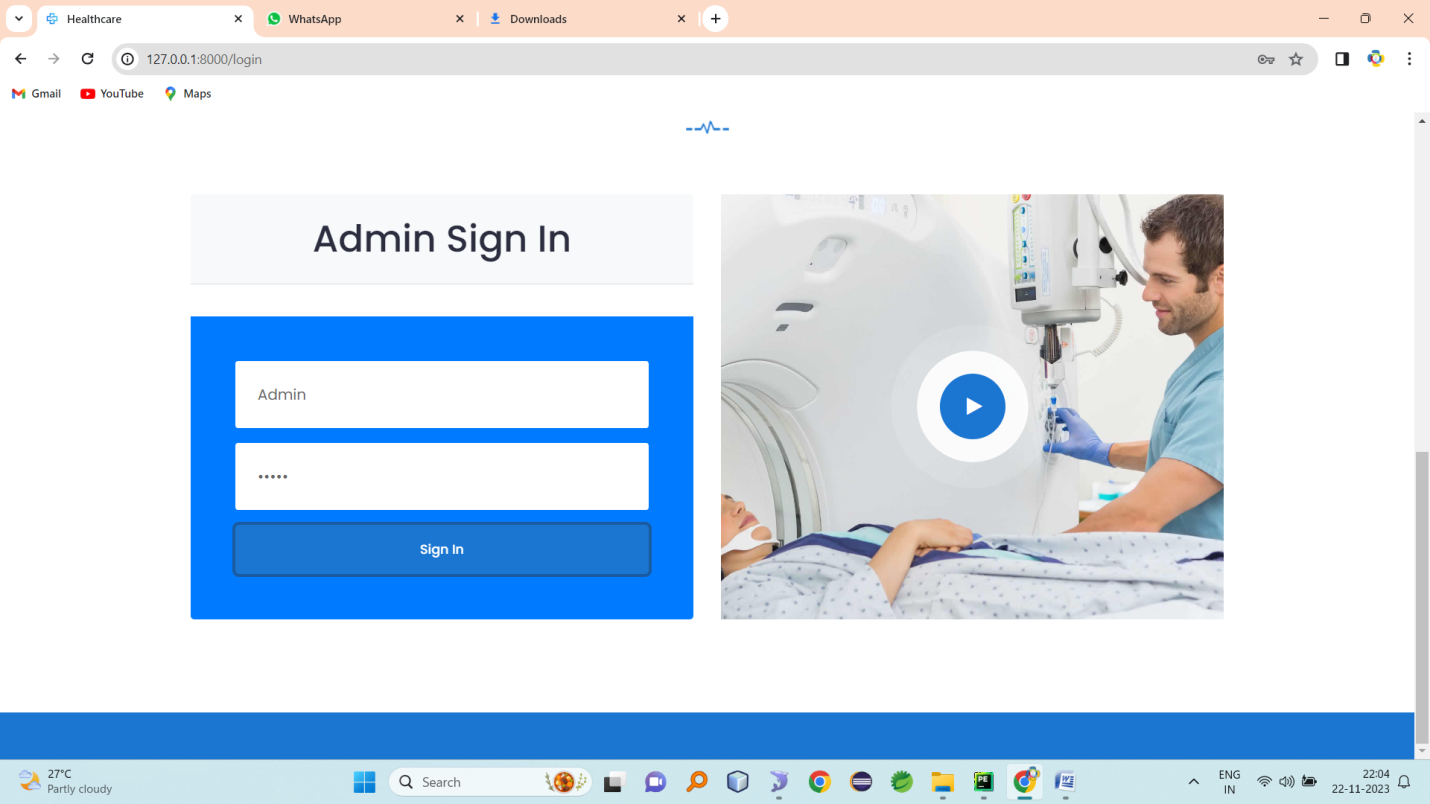 Healthcare
WhatsApp
Downloads
127.0.0.1:8000/login
Gmail
YouTube
Maps
Admin Sign In
Admin
•••••
Sign In
27°C
Partly cloudy
Search
ENG
IN
22:04
22-11-2023